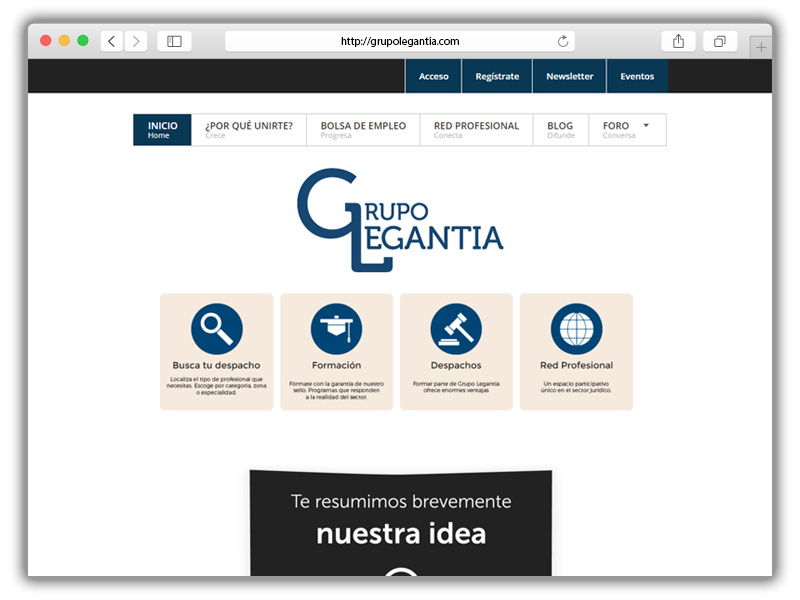 http://grupolegantia.com
Acceso
Regístrate
Newsletter
Eventos
INICIO
Home
¿POR QUÉ UNIRTE?
Crece
BOLSA DE EMPLEO
Progresa
RED PROFESIONAL
Conecta
BLOG
Difunde
FORO
Conversa
GRUPO
LEGANTIA
Busca tu despacho
Localiza el tipo de profesional que
necesitas. Escoge por categoría, zona
o especialidad.
Formación
Fórmate con la garantía de nuestro
sello. Programas que responden
a la realidad del sector.
Despachos
Formar parte de Grupo Legantía
ofrece enormes ventajas
Red Profesional
Un espacio participativo
único en el sector jurídico.
Te resumimos brevemente
nuestra idea